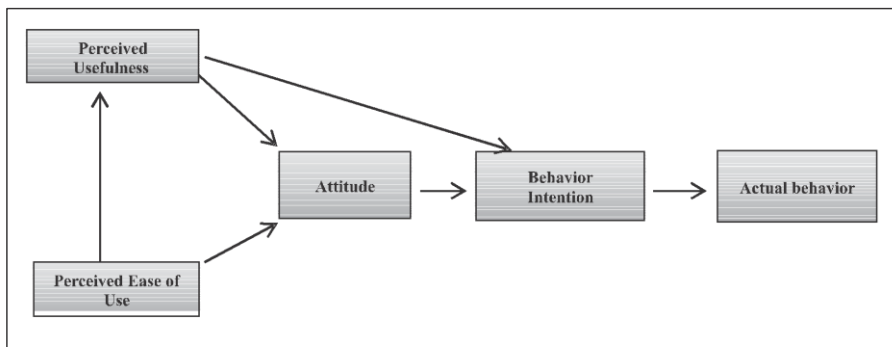 Perceived
Usefulness
Attitude
Behavior
Intention
Actual behavior
Perceived Ease of
Use